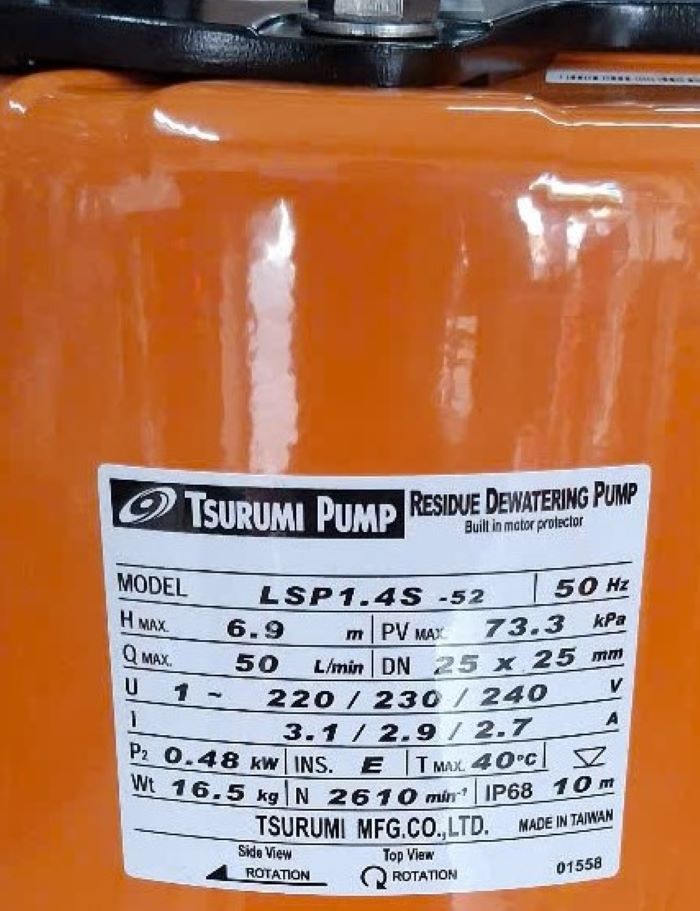 TSURUMI PUMP RESIDUE DEWATERING PUMP
Built in motor protector
MODEL LSP1.4S -52 50 Hz
H MAX. 6.9 m PV MAX. 73.3 kPa
Q MAX. 50 L/min DN 25 x 25 mm
U 1 ~ 220 / 230 / 240 V
I 3.1 / 2.9 / 2.7 A
P2 0.48 kW INS. E T MAX. 40°C
Wt 16.5 kg N 2610 min⁻¹ IP68 10 m
TSURUMI MFG.CO.,LTD. MADE IN TAIWAN
Side View Top View
ROTATION ROTATION 01558